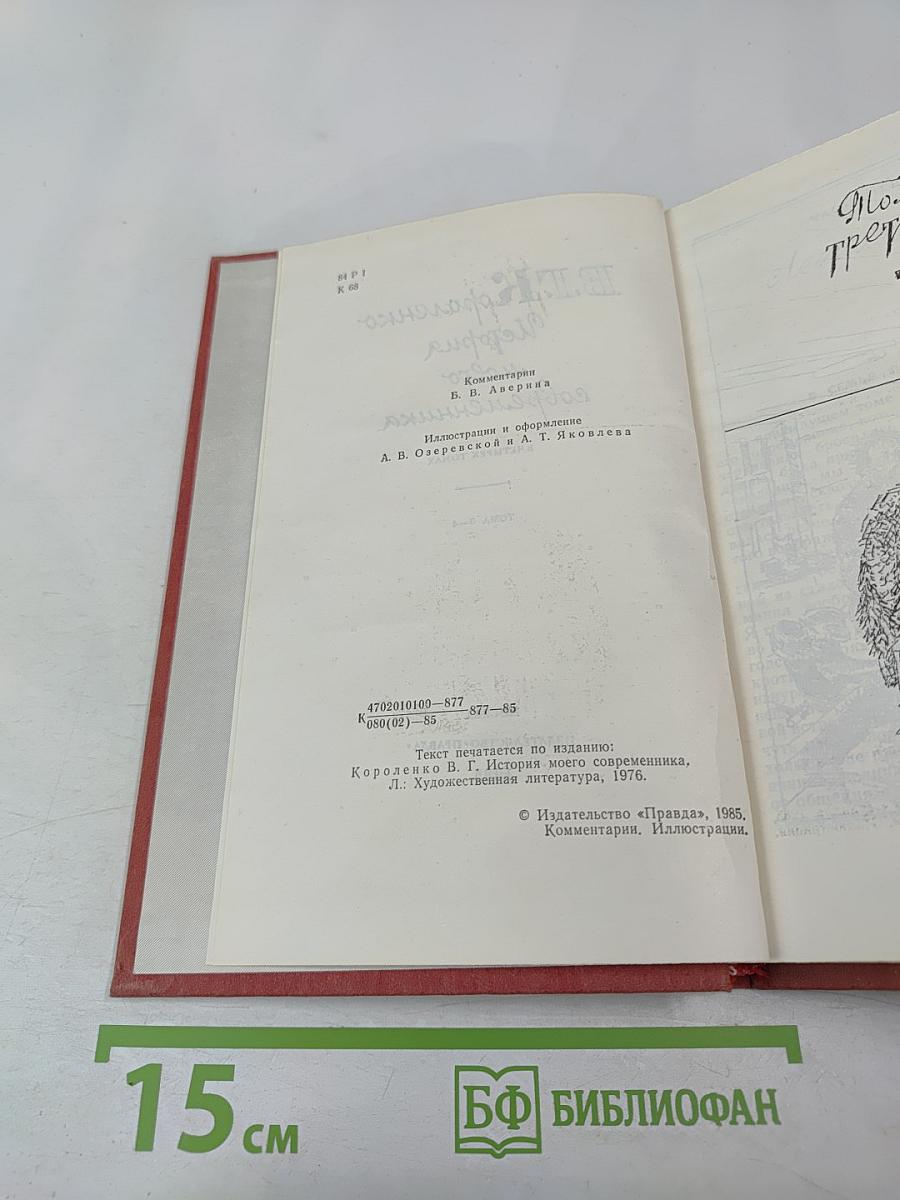 84 Р 1
К 68
Комментарии
Б. В. Аверина
Иллюстрации и оформление
А. В. Озеревской и А. Т. Яковлева
К 4702010100—877
080(02)—85
877—85
Текст печатается по изданию:
Короленко В. Г. История моего современника,
Л.: Художественная литература, 1976.
© Издательство «Правда», 1985.
Комментарии. Иллюстрации.
15 см
БФ БИБЛИОФАН